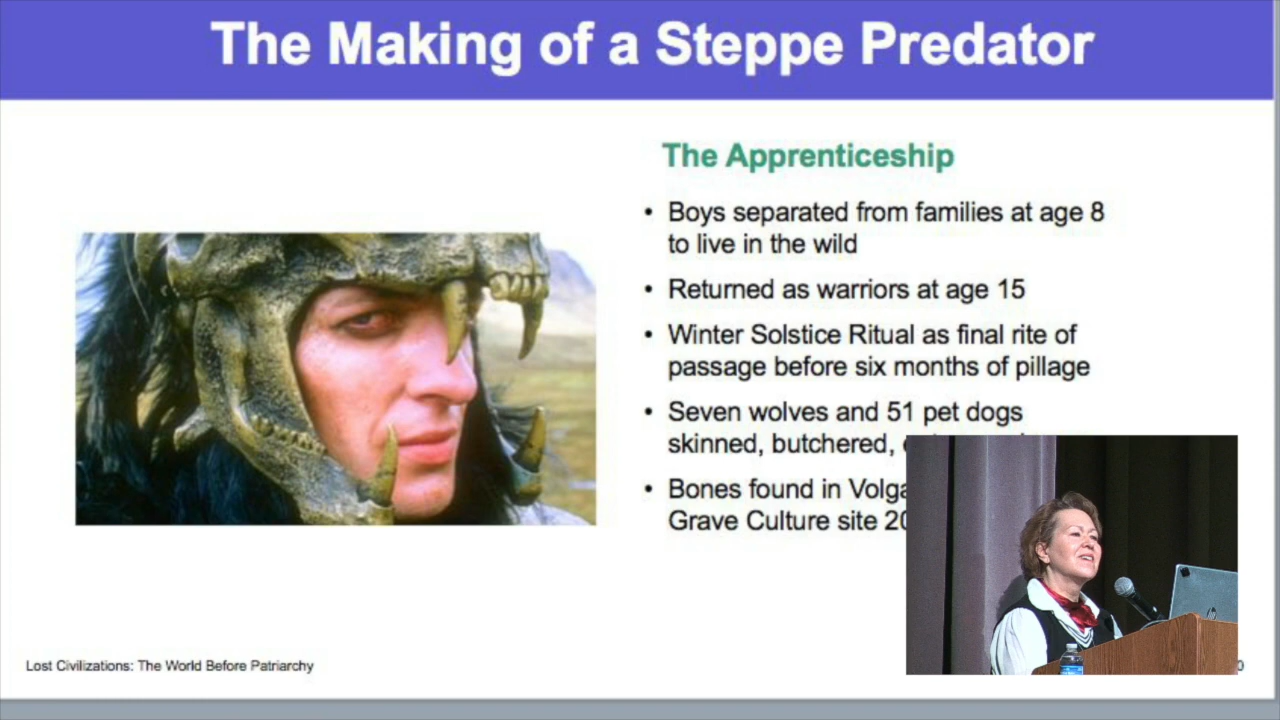 The Making of a Steppe Predator
The Apprenticeship
• Boys separated from families at age 8
to live in the wild
• Returned as warriors at age 15
• Winter Solstice Ritual as final rite of
passage before six months of pillage
• Seven wolves and 51 pet dogs
skinned, butchered,
• Bones found in Volga
Grave Culture site
Lost Civilizations: The World Before Patriarchy